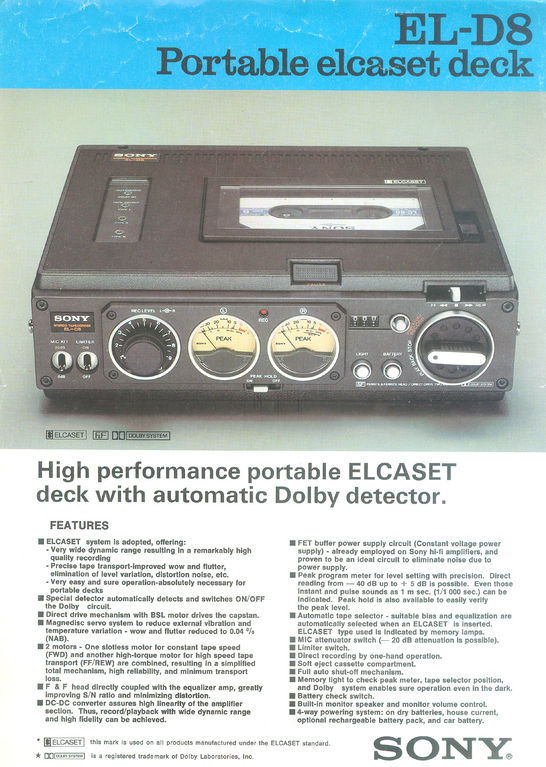 EL-D8
Portable elcaset deck
SONY
ELCASET
SONY
SONY
STEREO TAPECORDER
EL-D8
MIC ATT
20dB
0dB
LIMITER
ON
OFF
REC LEVEL L R
L
PEAK
REC
R
PEAK
PEAK HOLD
ON OFF
LIGHT
BATTERY
ELCASET
DOLBY SYSTEM
High performance portable ELCASET
deck with automatic Dolby detector.
FEATURES
■ ELCASET system is adopted, offering:
- Very wide dynamic range resulting in a remarkably high
quality recording
- Precise tape transport-improved wow and flutter,
elimination of level variation, distortion noise, etc.
- Very easy and sure operation-absolutely necessary for
portable decks
■ Special detector automatically detects and switches ON/OFF
the Dolby circuit.
■ Direct drive mechanism with BSL motor drives the capstan.
■ Magnedisc servo system to reduce external vibration and
temperature variation - wow and flutter reduced to 0.04 %
(NAB).
■ 2 motors - One slotless motor for constant tape speed
(FWD) and another high-torque motor for high speed tape
transport (FF/REW) are combined, resulting in a simplified
total mechanism, high reliability, and minimum transport
loss.
■ F & F head directly coupled with the equalizer amp, greatly
improving S/N ratio and minimizing distortion.
■ DC-DC converter assures high linearity of the amplifier
section. Thus, record/playback with wide dynamic range
and high fidelity can be achieved.
■ FET buffer power supply circuit (Constant voltage power
supply) - already employed on Sony hi-fi amplifiers, and
proven to be an ideal circuit to eliminate noise due to
power supply.
■ Peak program meter for level setting with precision. Direct
reading from — 40 dB up to + 5 dB is possible. Even those
instant and pulse sounds as 1 m sec. (1/1 000 sec.) can be
indicated. Peak hold is also available to easily verify
the peak level.
■ Automatic tape selector - suitable bias and equalization are
automatically selected when an ELCASET is inserted.
ELCASET type used is indicated by memory lamps.
■ MIC attenuator switch (— 20 dB attenuation is possible).
■ Limiter switch.
■ Direct recording by one-hand operation.
■ Soft eject cassette compartment.
■ Full auto shut-off mechanism.
■ Memory light to check peak meter, tape selector position,
and Dolby system enables sure operation even in the dark.
■ Battery check switch.
■ Built-in monitor speaker and monitor volume control.
■ 4-way powering system: on dry batteries, house current,
optional rechargeable battery pack, and car battery.
* ELCASET this mark is used on all products manufactured under the ELCASET standard.
★ DOLBY SYSTEM is a registered trademark of Dolby Laboratories, Inc.
SONY®